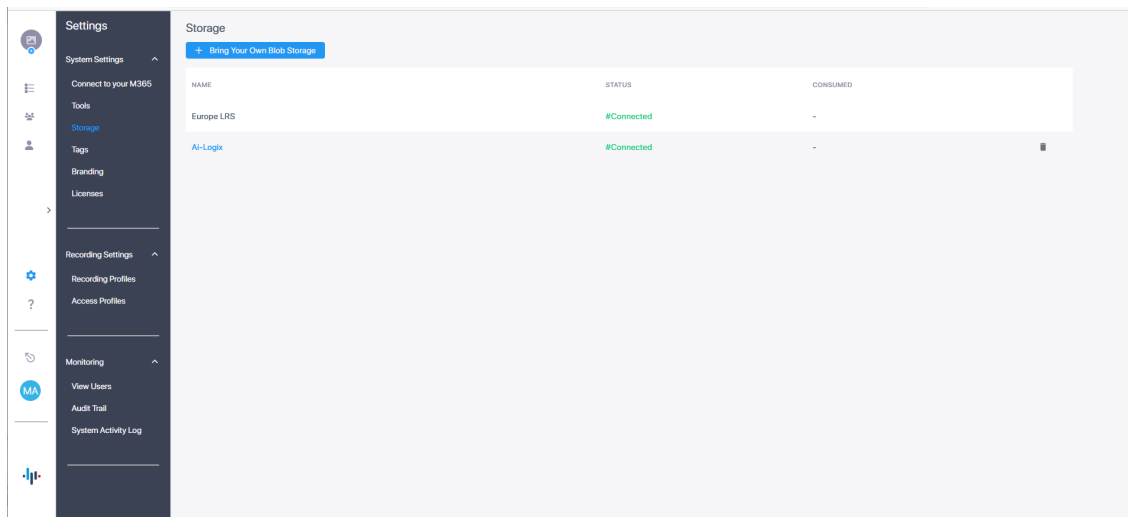 Settings
System Settings
Connect to your M365
Tools
Storage
Tags
Branding
Licenses
Recording Settings
Recording Profiles
Access Profiles
?
Monitoring
MA
View Users
Audit Trail
System Activity Log
Storage
+ Bring Your Own Blob Storage
NAME STATUS CONSUMED
Europe LRS #Connected -
Ai-Logix #Connected -